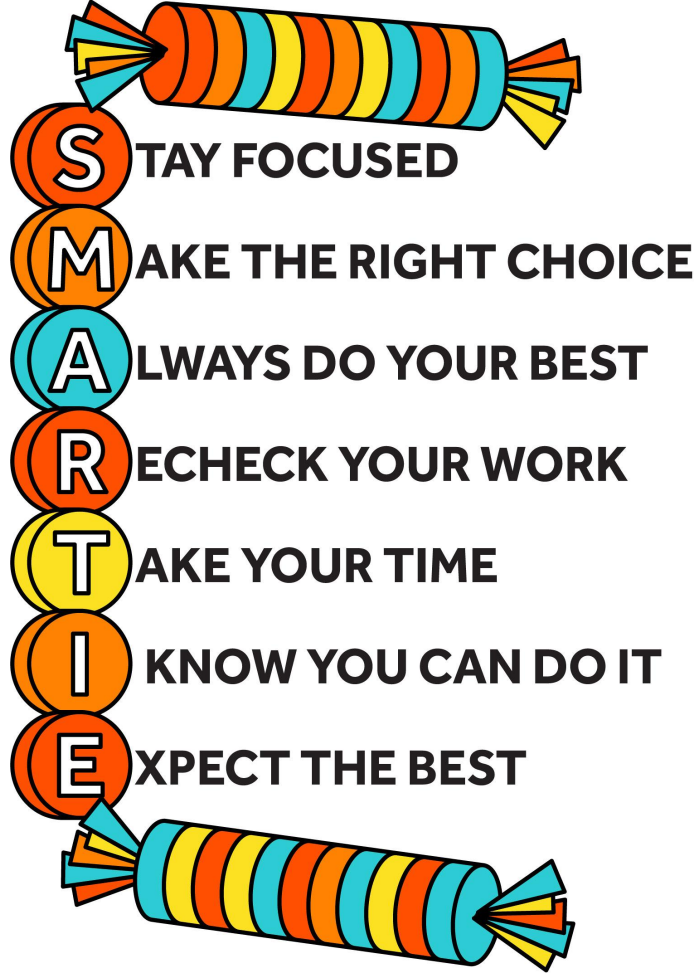 STAY FOCUSED
MAKE THE RIGHT CHOICE
ALWAYS DO YOUR BEST
RECHECK YOUR WORK
TAKE YOUR TIME
I KNOW YOU CAN DO IT
EXPECT THE BEST